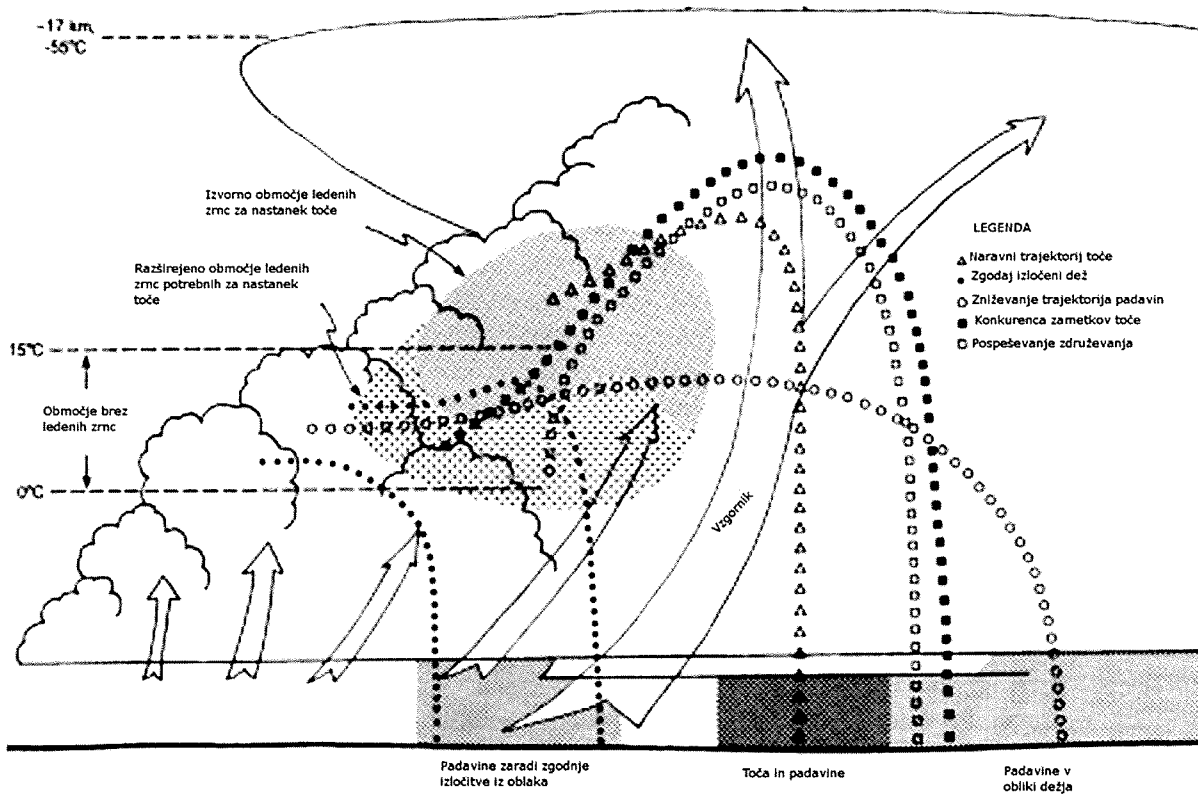 ~17 km,
-55°C
Izvorno območje ledenih
zrnc za nastanek toče
Razširejeno območje ledenih
zrnc potrebnih za nastanek
toče
15°C
Območje brez
ledenih zrnc
0°C
Vzgornik
LEGENDA
Naravni trajektorij toče
Zgodaj izločeni dež
Zniževanje trajektorija padavin
Konkurenca zametkov toče
Pospeševanje združevanja
Padavine zaradi zgodnje
izločitve iz oblaka
Toča in padavine
Padavine v
obliki dežja